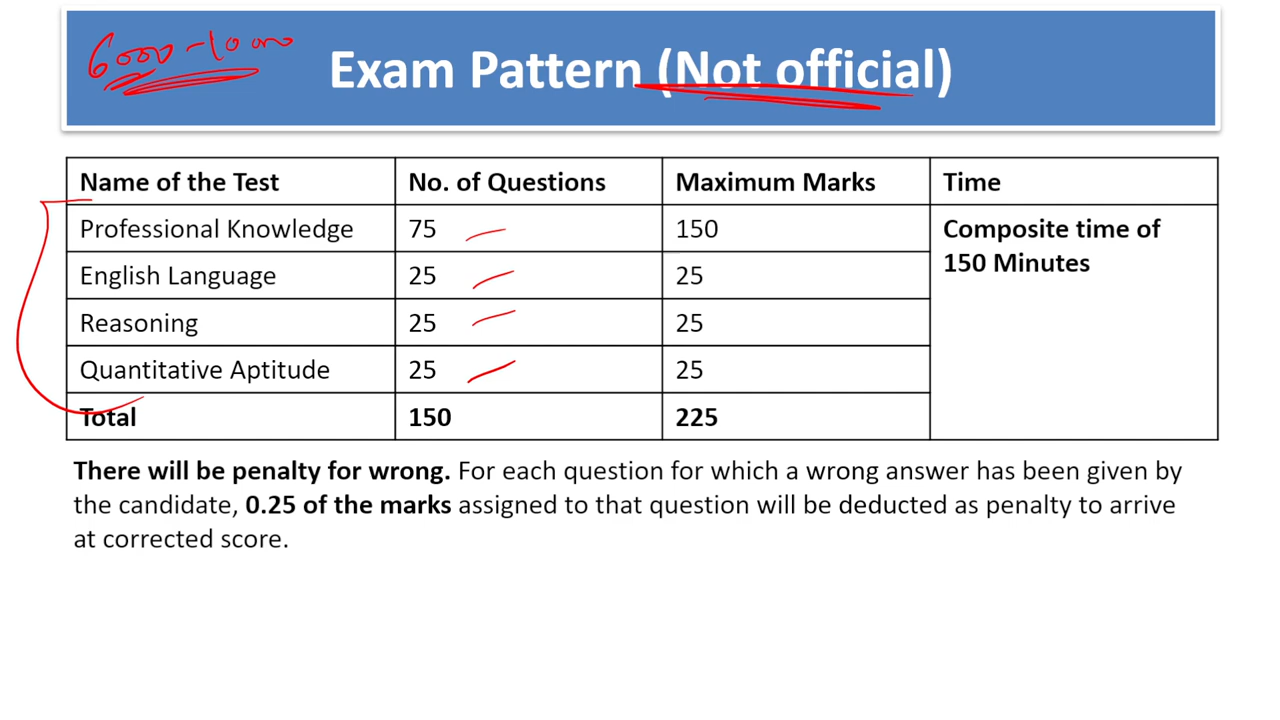 6000-10000
Exam Pattern (Not official)
Name of the Test No. of Questions Maximum Marks Time
Professional Knowledge 75 150 Composite time of
150 Minutes
English Language 25 25
Reasoning 25 25
Quantitative Aptitude 25 25
Total 150 225
There will be penalty for wrong. For each question for which a wrong answer has been given by
the candidate, 0.25 of the marks assigned to that question will be deducted as penalty to arrive
at corrected score.